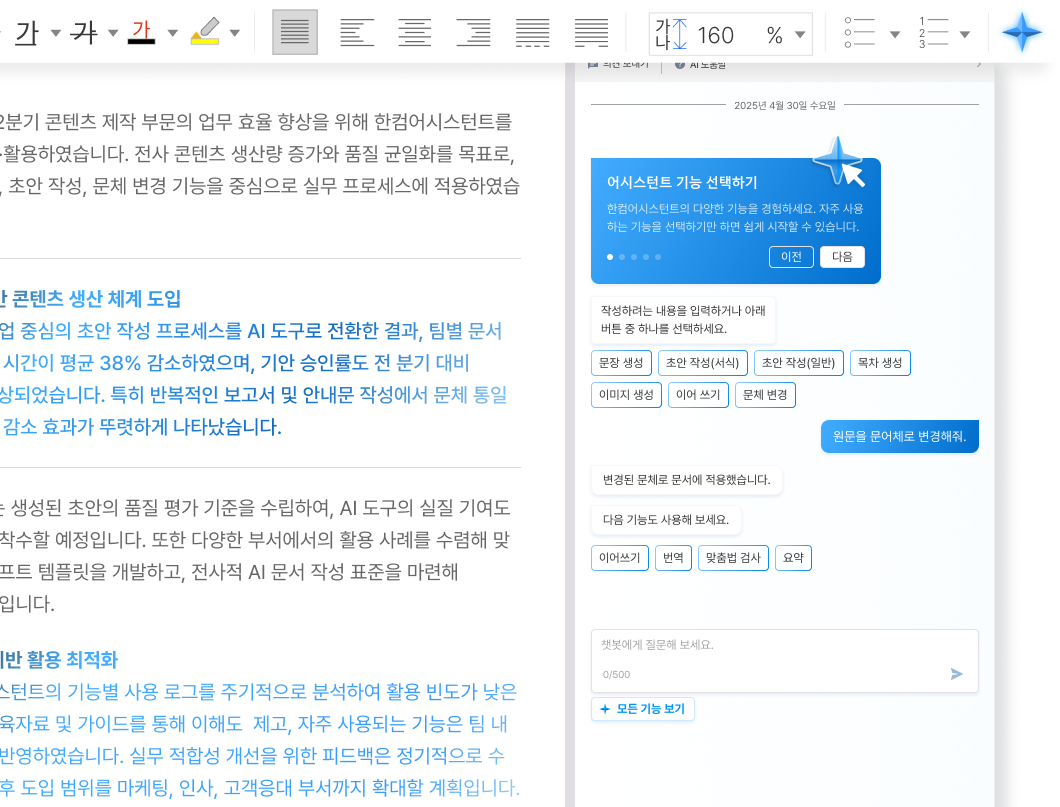 가 가 가
가나 160 %
1
2
3
의견 보내기 AI 도움말
2분기 콘텐츠 제작 부문의 업무 효율 향상을 위해 한컴어시스턴트를
활용하였습니다. 전사 콘텐츠 생산량 증가와 품질 균일화를 목표로,
, 초안 작성, 문체 변경 기능을 중심으로 실무 프로세스에 적용하였습
콘텐츠 생산 체계 도입
업 중심의 초안 작성 프로세스를 AI 도구로 전환한 결과, 팀별 문서
시간이 평균 38% 감소하였으며, 기안 승인률도 전 분기 대비
상되었습니다. 특히 반복적인 보고서 및 안내문 작성에서 문체 통일
감소 효과가 뚜렷하게 나타났습니다.
는 생성된 초안의 품질 평가 기준을 수립하여, AI 도구의 실질 기여도
착수할 예정입니다. 또한 다양한 부서에서의 활용 사례를 수렴해 맞
프트 템플릿을 개발하고, 전사적 AI 문서 작성 표준을 마련해
입니다.
기반 활용 최적화
스턴트의 기능별 사용 로그를 주기적으로 분석하여 활용 빈도가 낮은
육자료 및 가이드를 통해 이해도 제고, 자주 사용되는 기능은 팀 내
반영하였습니다. 실무 적합성 개선을 위한 피드백은 정기적으로 수
후 도입 범위를 마케팅, 인사, 고객응대 부서까지 확대할 계획입니다.
2025년 4월 30일 수요일
어시스턴트 기능 선택하기
한컴어시스턴트의 다양한 기능을 경험하세요. 자주 사용
하는 기능을 선택하기만 하면 쉽게 시작할 수 있습니다.
이전 다음
작성하려는 내용을 입력하거나 아래
버튼 중 하나를 선택하세요.
문장 생성 초안 작성(서식) 초안 작성(일반) 목차 생성
이미지 생성 이어 쓰기 문체 변경
원문을 문어체로 변경해줘.
변경된 문체로 문서에 적용했습니다.
다음 기능도 사용해 보세요.
이어쓰기 번역 맞춤법 검사 요약
챗봇에게 질문해 보세요.
0/500
모든 기능 보기